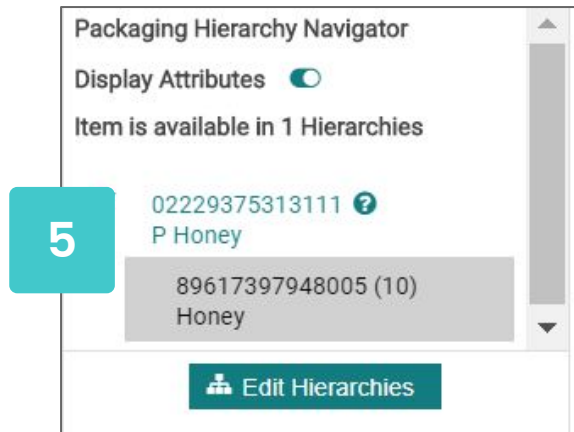 Packaging Hierarchy Navigator
Display Attributes
Item is available in 1 Hierarchies
5
02229375313111 ?
P Honey
89617397948005 (10)
Honey
Edit Hierarchies